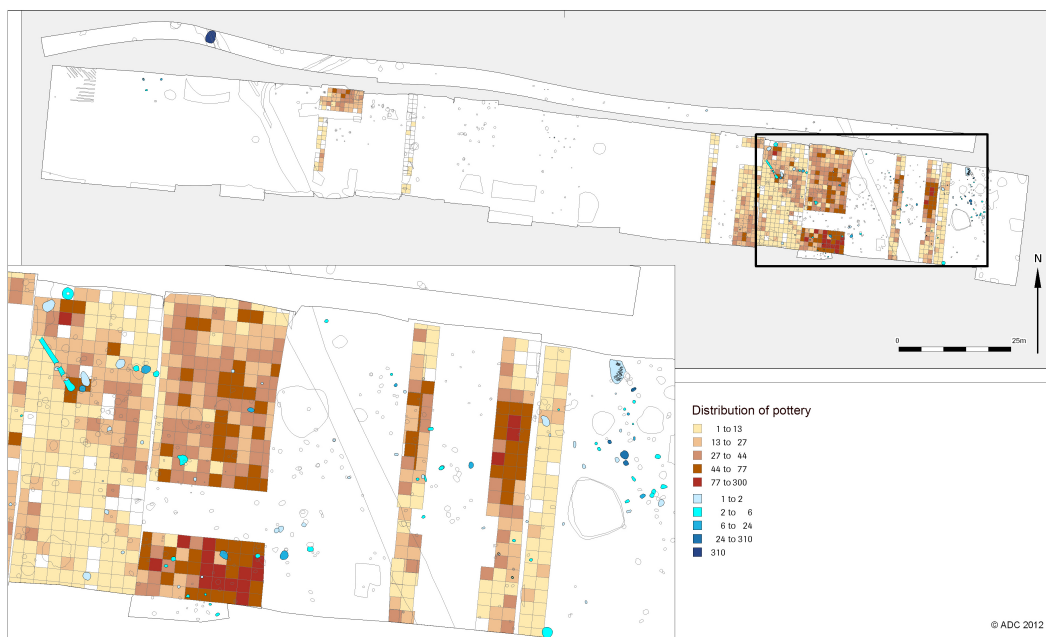 N
0
25m
Distribution of pottery
1 to 13
13 to 27
27 to 44
44 to 77
77 to 300
1 to 2
2 to 6
6 to 24
24 to 310
310
© ADC 2012